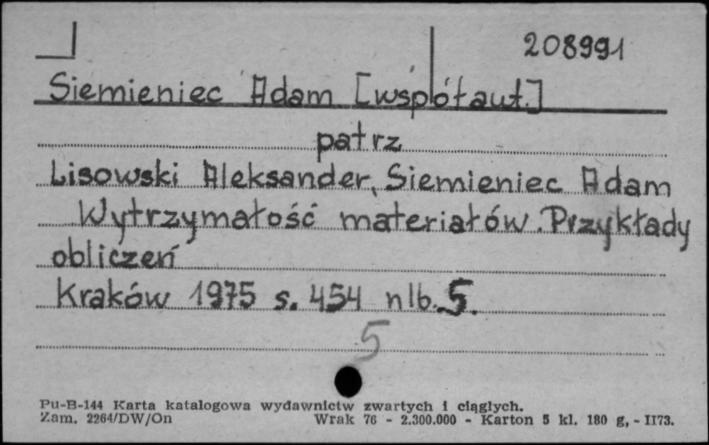 208991
Siemieniec Adam [współaut.]
patrz
Lisowski Aleksander, Siemieniec Adam
Wytrzymałość materiałów. Przykłady
obliczeń
Kraków 1975 s. 454 nlb. 5.
5
Pu-B-144 Karta katalogowa wydawnictw zwartych i ciągłych.
Zam. 2264/DW/On Wrak 76 - 2.300.000 - Karton 5 kl. 180 g, - II73.